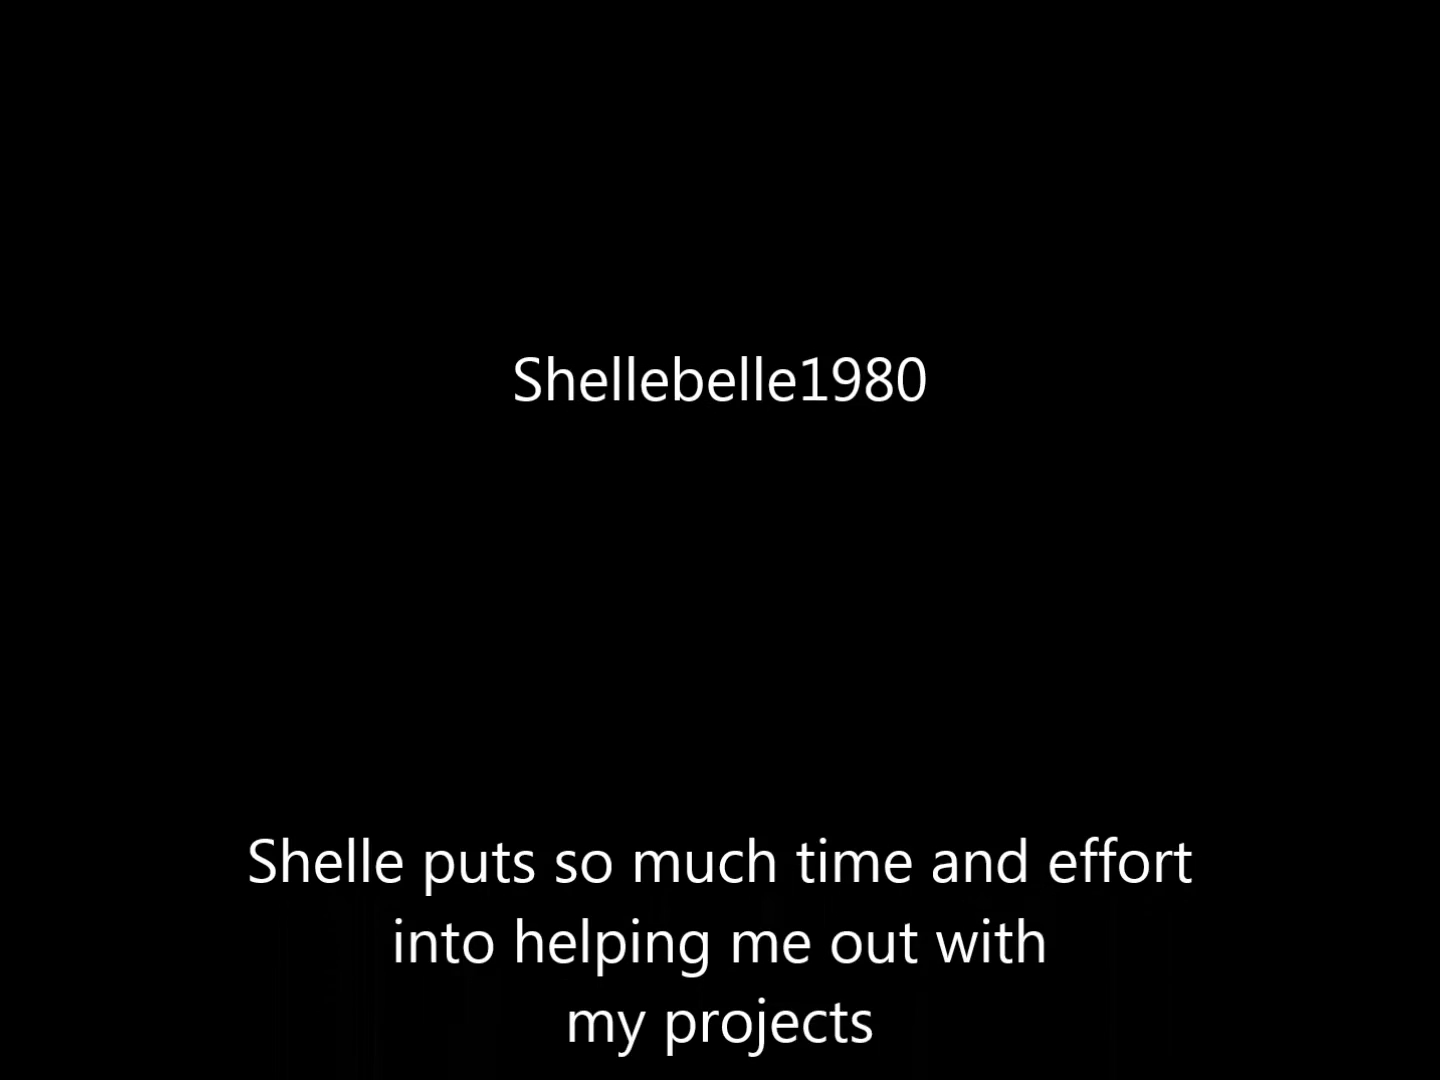 Shellebelle1980
Shelle puts so much time and effort
into helping me out with
my projects